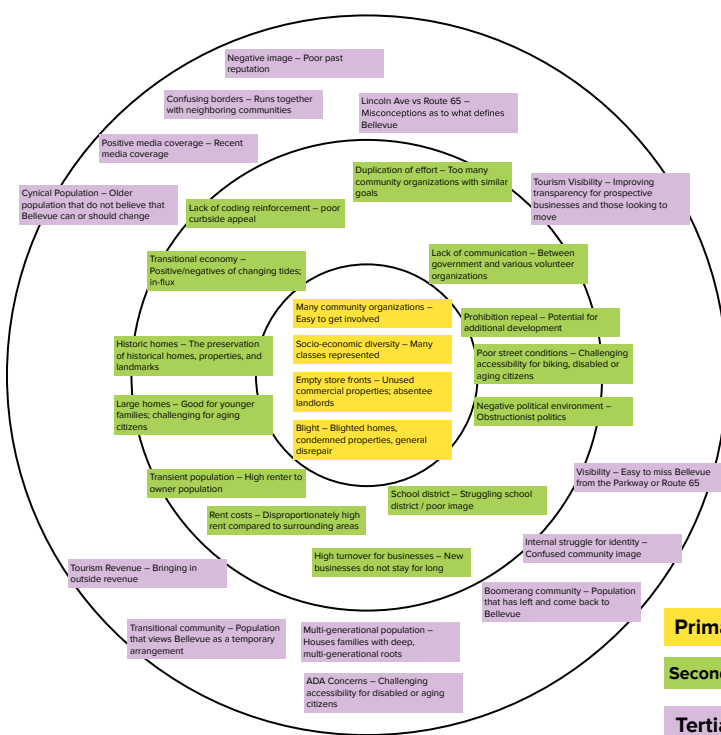 Negative image – Poor past
reputation
Confusing borders – Runs together
with neighboring communities
Lincoln Ave vs Route 65 –
Misconceptions as to what defines
Bellevue
Positive media coverage – Recent
media coverage
Duplication of effort – Too many
community organizations with similar
goals
Cynical Population – Older
population that do not believe that
Bellevue can or should change
Lack of coding reinforcement – poor
curbside appeal
Tourism Visibility – Improving
transparency for prospective
businesses and those looking to
move
Transitional economy –
Positive/negatives of changing tides;
in-flux
Lack of communication – Between
government and various volunteer
organizations
Many community organizations –
Easy to get involved
Prohibition repeal – Potential for
additional development
Historic homes – The preservation
of historical homes, properties, and
landmarks
Socio-economic diversity – Many
classes represented
Poor street conditions – Challenging
accessibility for biking, disabled or
aging citizens
Empty store fronts – Unused
commercial properties; absentee
landlords
Large homes – Good for younger
families; challenging for aging
citizens
Negative political environment –
Obstructionist politics
Blight – Blighted homes,
condemned properties, general
disrepair
Transient population – High renter to
owner population
Visibility – Easy to miss Bellevue
from the Parkway or Route 65
School district – Struggling school
district / poor image
Rent costs – Disproportionately high
rent compared to surrounding areas
Internal struggle for identity –
Confused community image
High turnover for businesses – New
businesses do not stay for long
Tourism Revenue – Bringing in
outside revenue
Boomerang community – Population
that has left and come back to
Bellevue
Transitional community – Population
that views Bellevue as a temporary
arrangement
Multi-generational population –
Houses families with deep,
multi-generational roots
ADA Concerns – Challenging
accessibility for disabled or aging
citizens